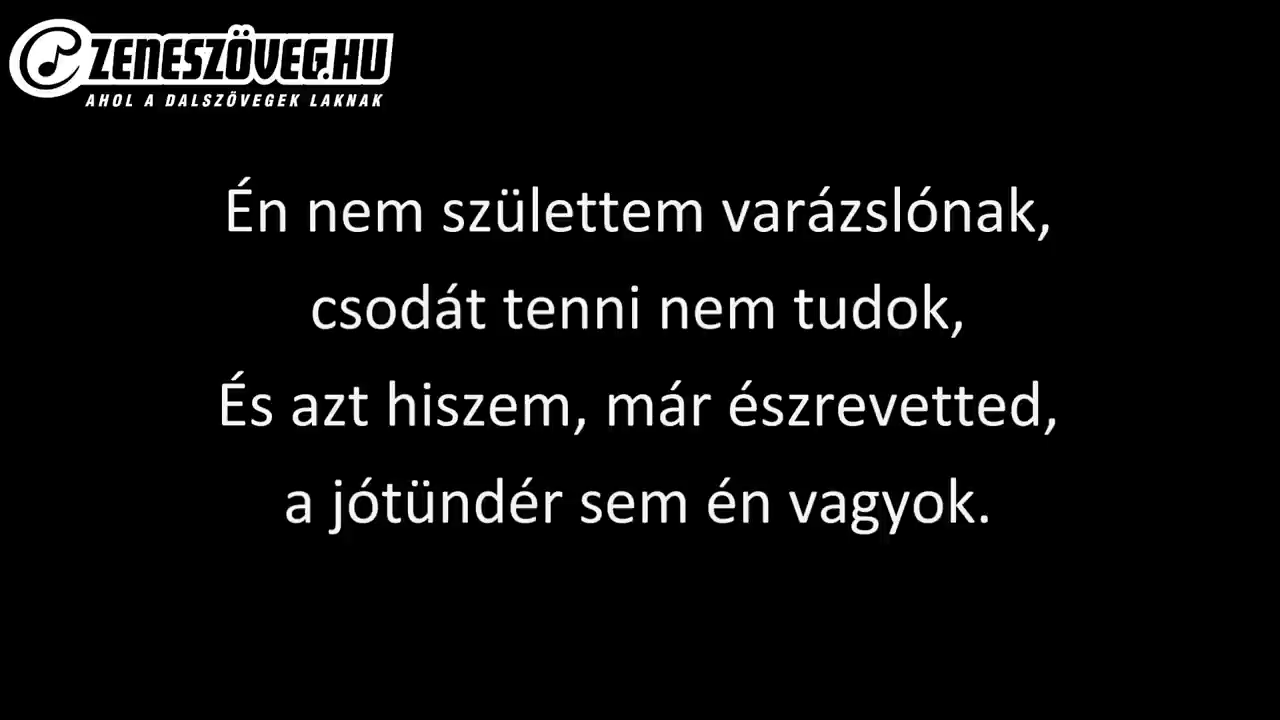 ZENESZÖVEG.HU
AHOL A DALSZÖVEGEK LAKNAK
Én nem születtem varázslónak,
csodát tenni nem tudok,
És azt hiszem, már észrevetted,
a jótündér sem én vagyok.